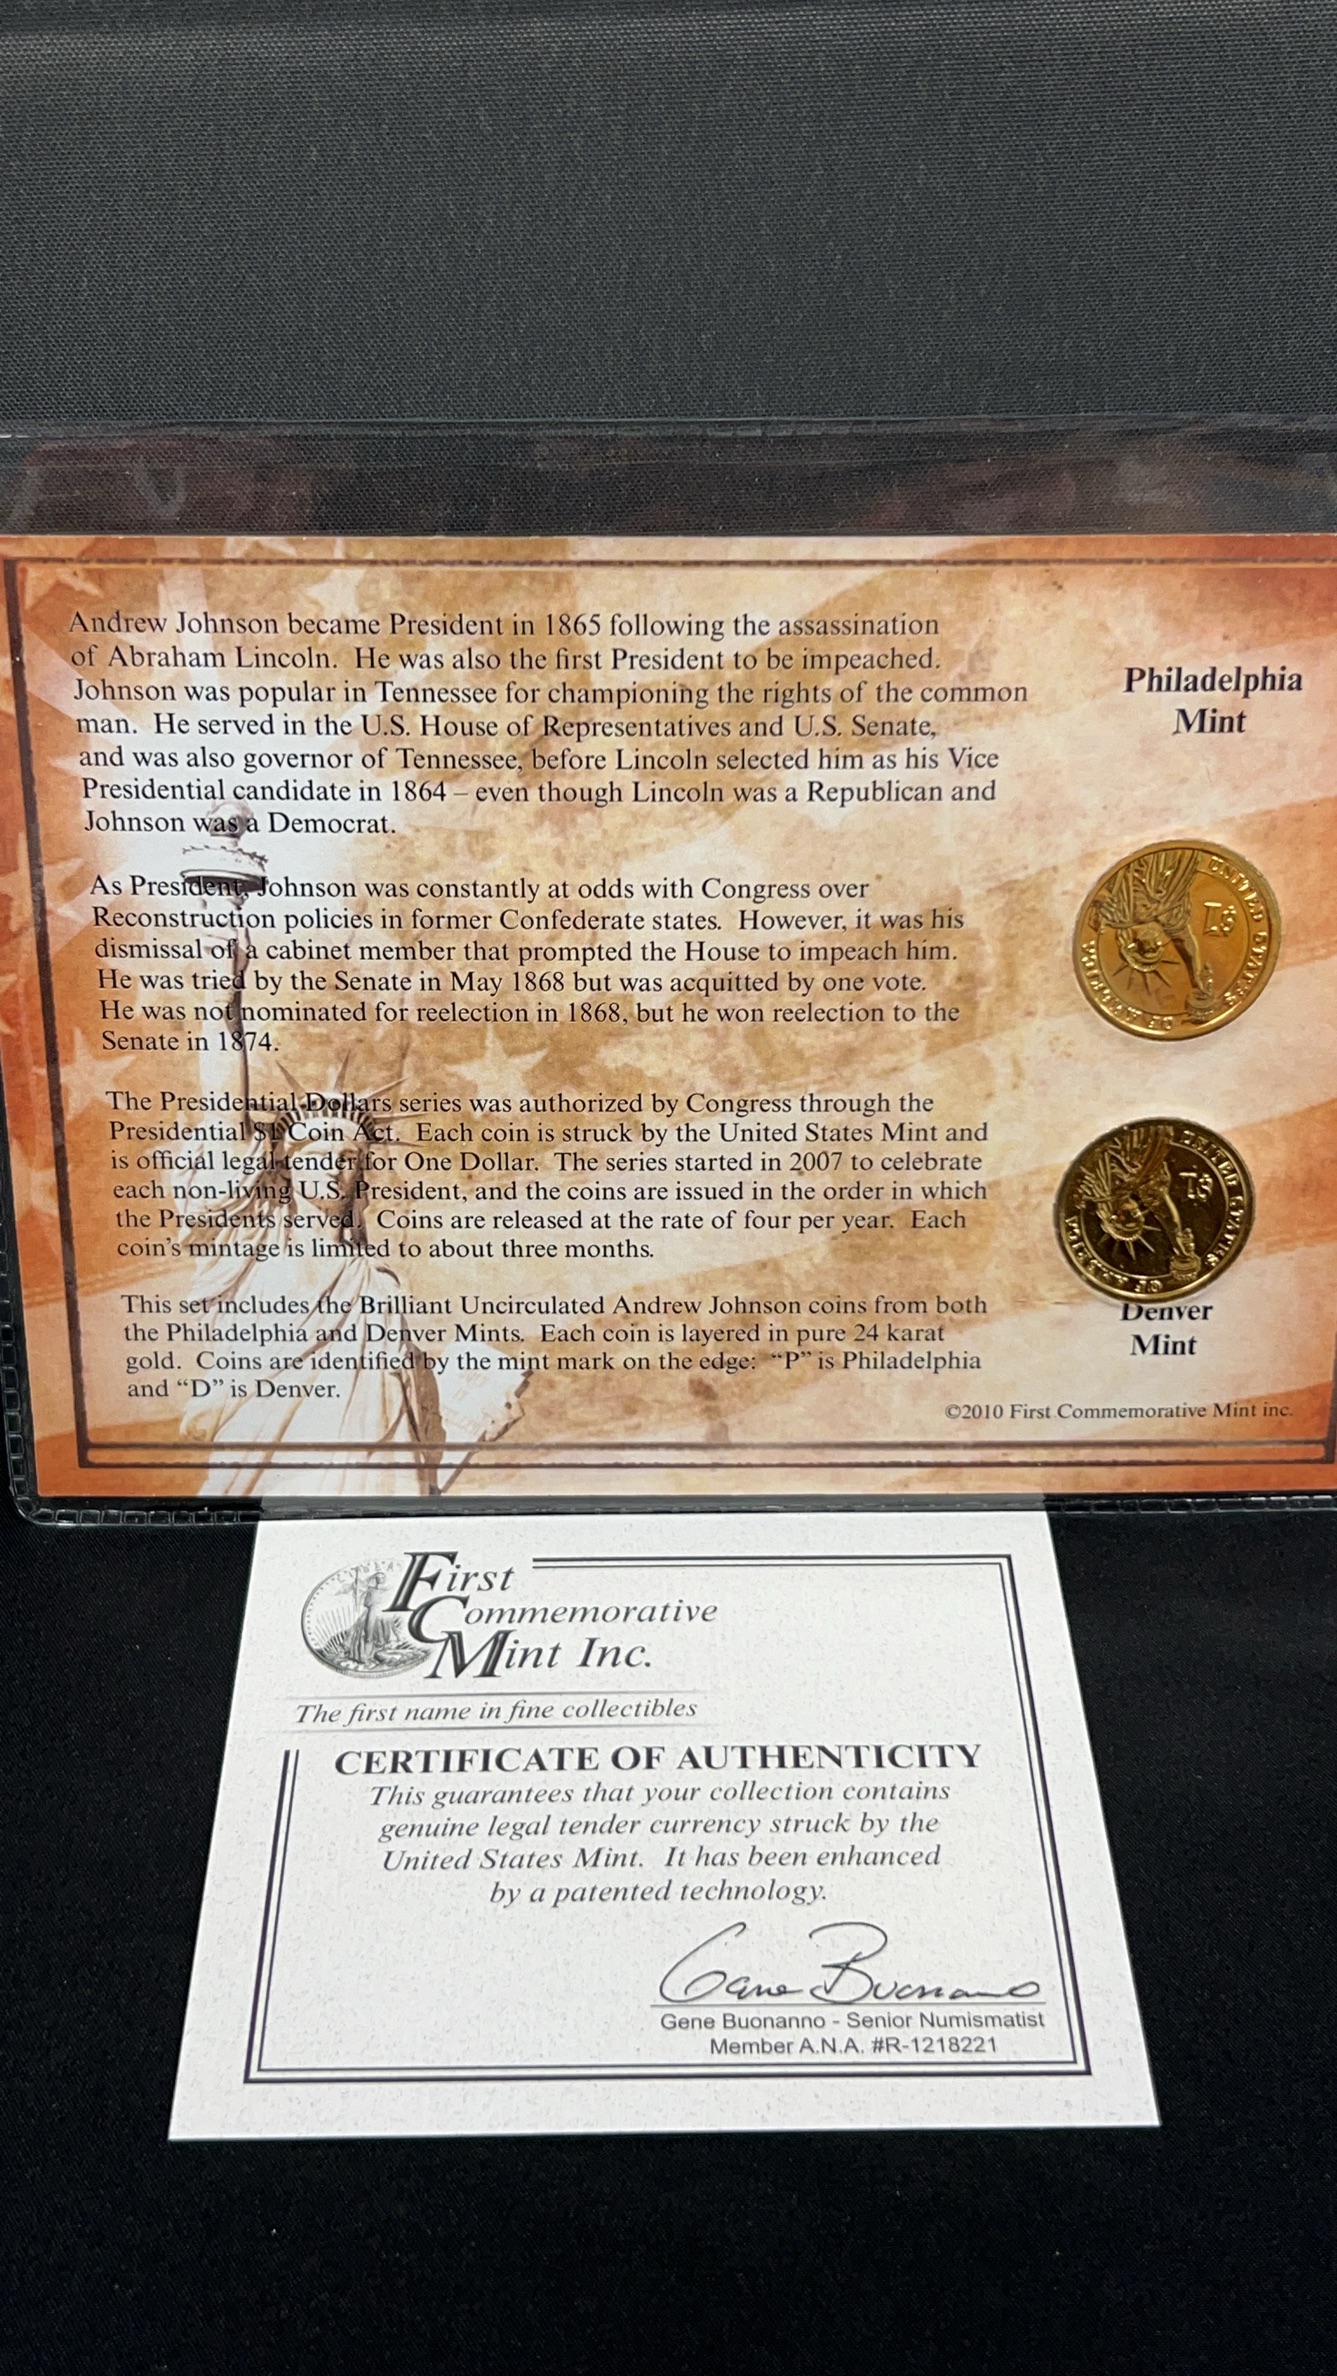 Andrew Johnson became President in 1865 following the assassination
of Abraham Lincoln. He was also the first President to be impeached.
Johnson was popular in Tennessee for championing the rights of the common
man. He served in the U.S. House of Representatives and U.S. Senate,
and was also governor of Tennessee, before Lincoln selected him as his Vice
Presidential candidate in 1864 – even though Lincoln was a Republican and
Johnson was a Democrat.
As President, Johnson was constantly at odds with Congress over
Reconstruction policies in former Confederate states. However, it was his
dismissal of a cabinet member that prompted the House to impeach him.
He was tried by the Senate in May 1868 but was acquitted by one vote.
He was not nominated for reelection in 1868, but he won reelection to the
Senate in 1874.
The Presidential Dollars series was authorized by Congress through the
Presidential $1 Coin Act. Each coin is struck by the United States Mint and
is official legal tender for One Dollar. The series started in 2007 to celebrate
each non-living U.S. President, and the coins are issued in the order in which
the Presidents served. Coins are released at the rate of four per year. Each
coin's mintage is limited to about three months.
This set includes the Brilliant Uncirculated Andrew Johnson coins from both
the Philadelphia and Denver Mints. Each coin is layered in pure 24 karat
gold. Coins are identified by the mint mark on the edge: "P" is Philadelphia
and "D" is Denver.
Philadelphia
Mint
UNITED STATES OF AMERICA
$1
UNITED STATES OF AMERICA
$1
Denver
Mint
©2010 First Commemorative Mint inc.
First
Commemorative
Mint Inc.
The first name in fine collectibles
CERTIFICATE OF AUTHENTICITY
This guarantees that your collection contains
genuine legal tender currency struck by the
United States Mint. It has been enhanced
by a patented technology.
Gene Buonanno
Gene Buonanno - Senior Numismatist
Member A.N.A. #R-1218221